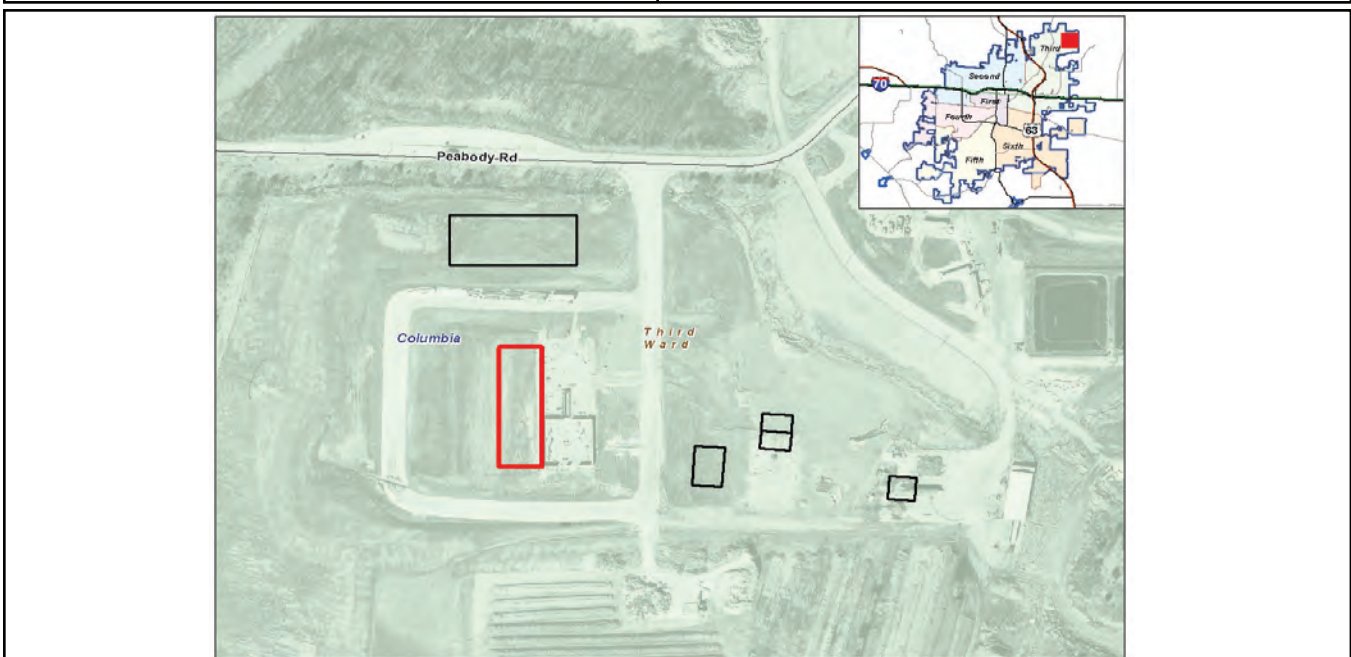 Third
Second
70
First
Fourth
63
Sixth
Fifth
Peabody Rd
Columbia
Third
Ward